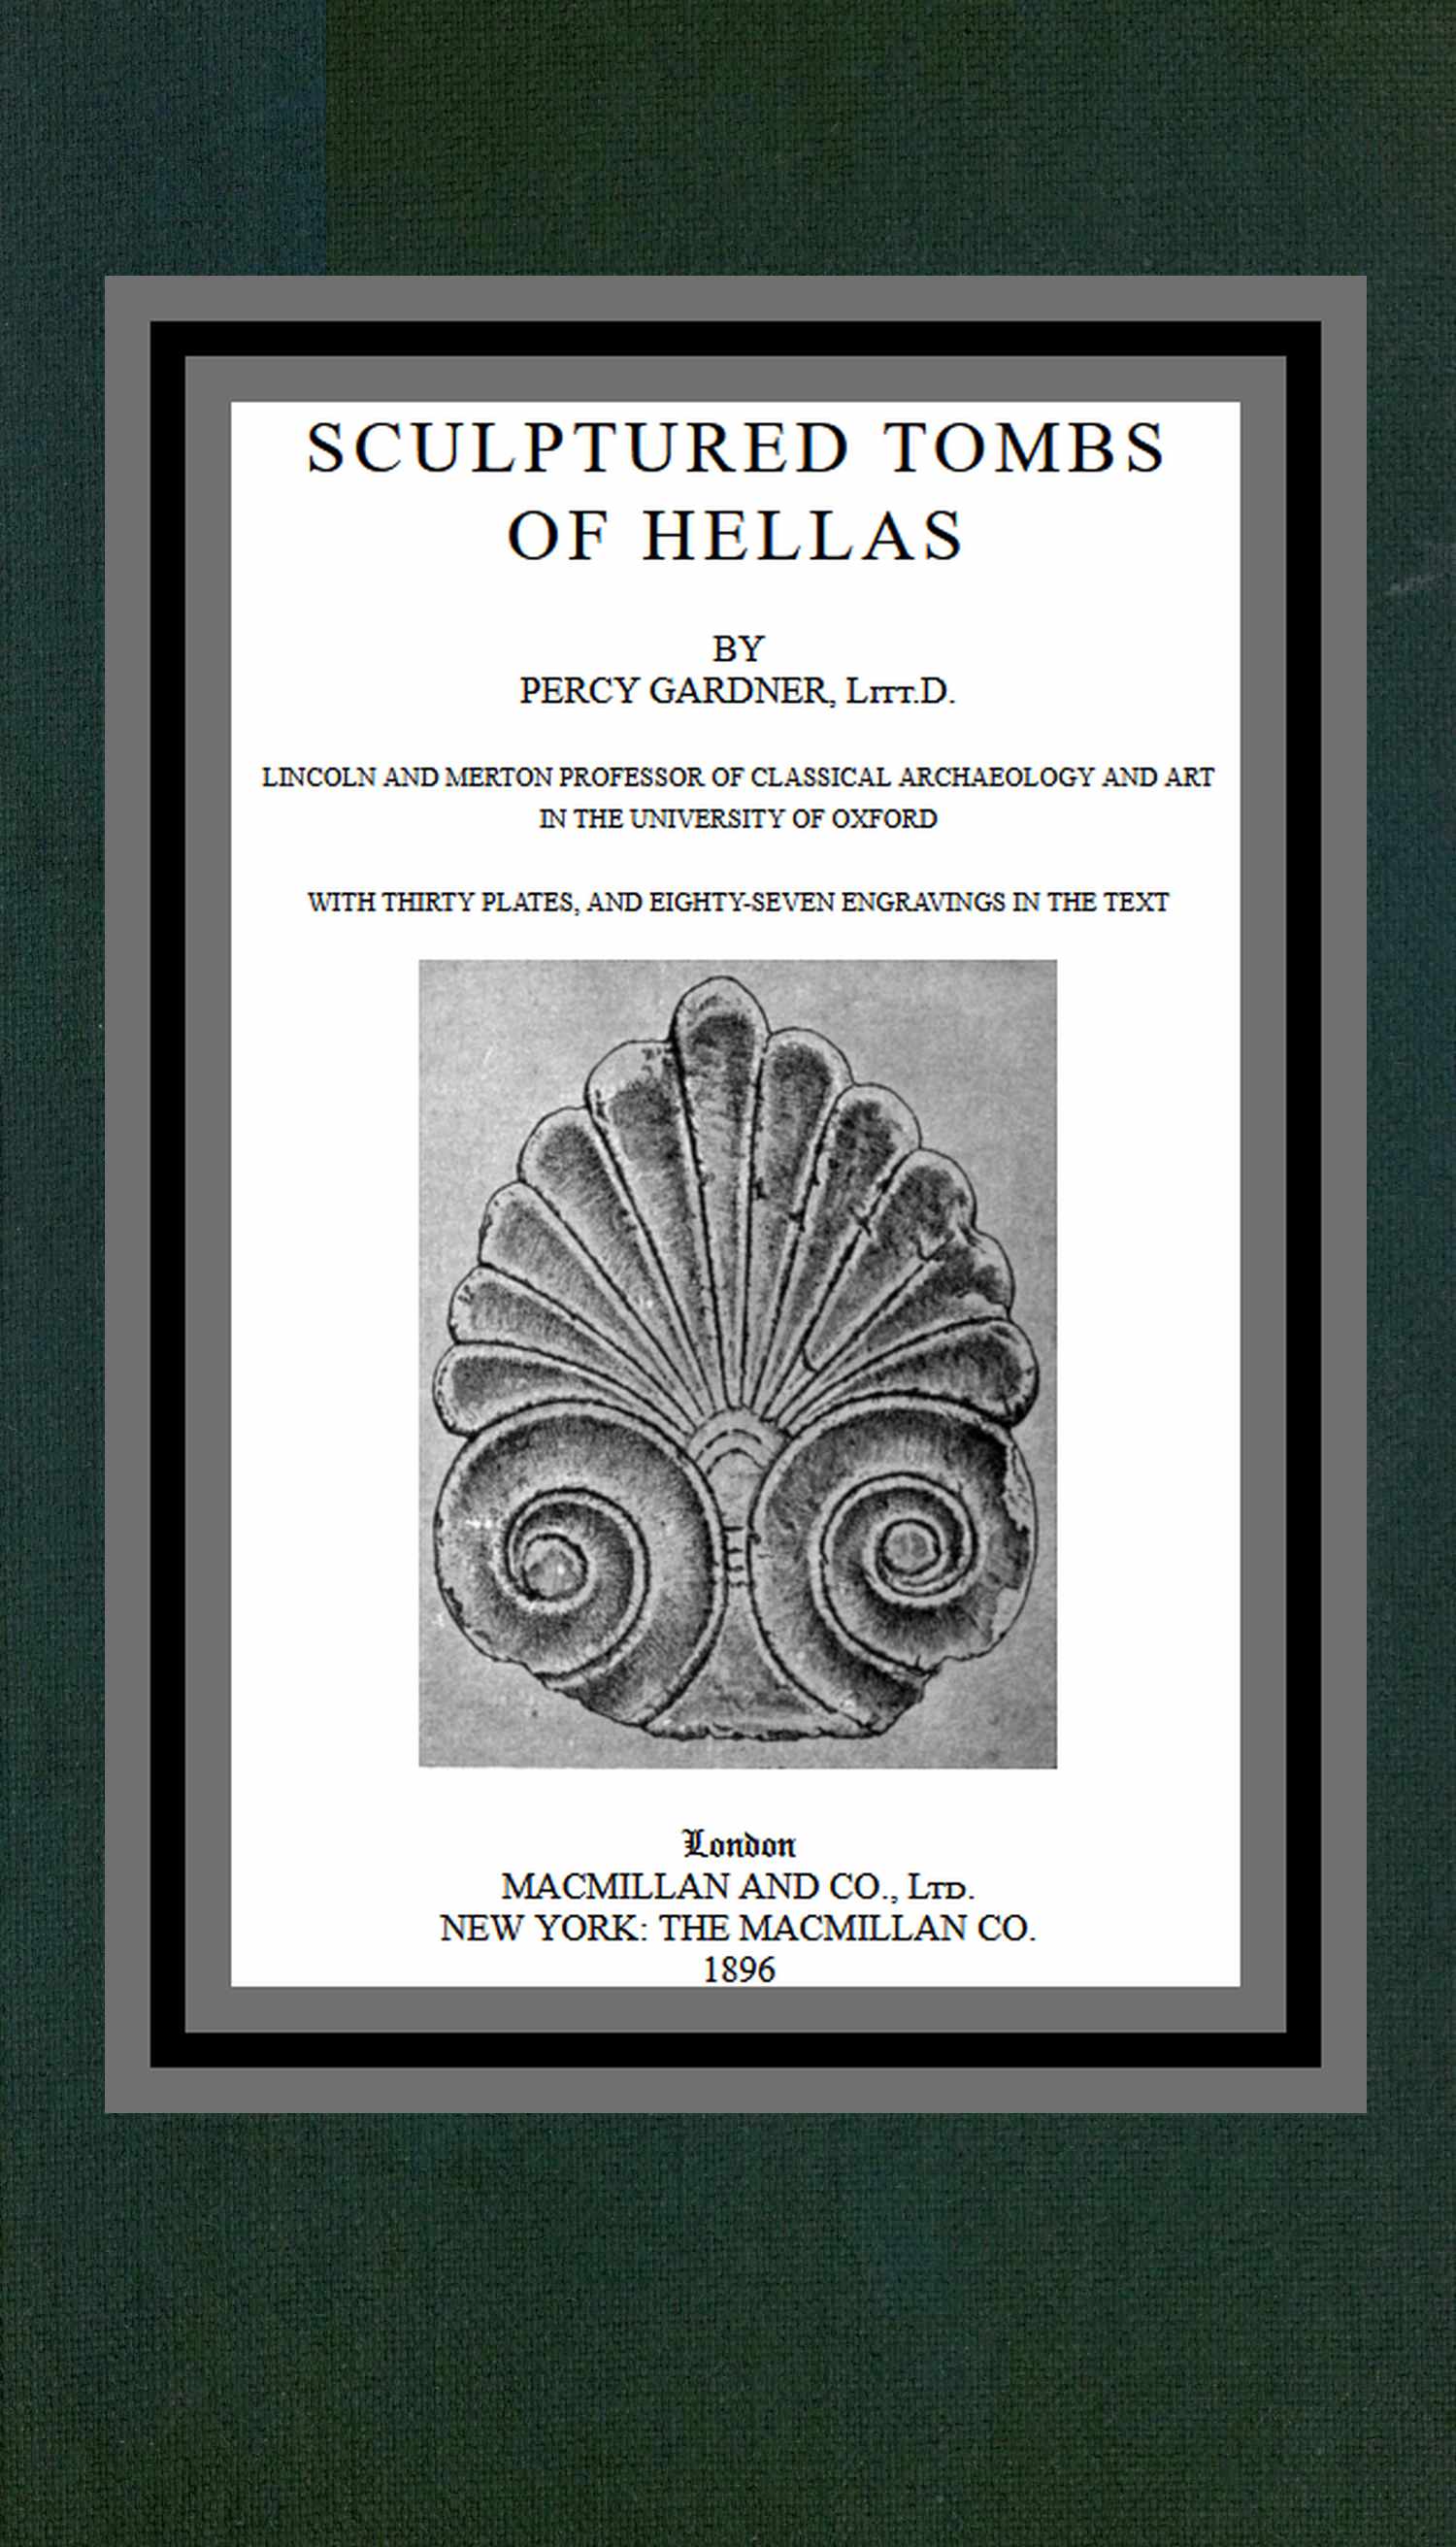 SCULPTURED TOMBS
OF HELLAS
BY
PERCY GARDNER, LITT.D.
LINCOLN AND MERTON PROFESSOR OF CLASSICAL ARCHAEOLOGY AND ART
IN THE UNIVERSITY OF OXFORD
WITH THIRTY PLATES, AND EIGHTY-SEVEN ENGRAVINGS IN THE TEXT
London
MACMILLAN AND CO., LTD.
NEW YORK: THE MACMILLAN CO.
1896